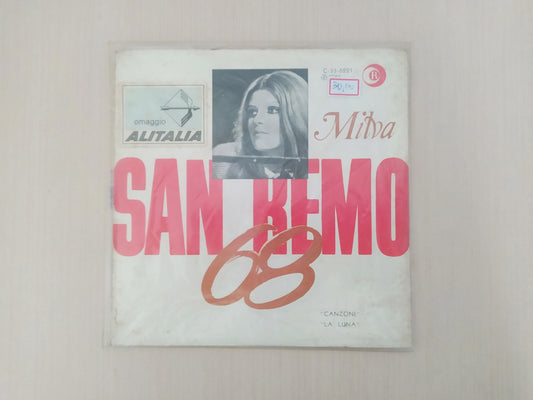 omaggio
ALITALIA
R
Milva
SAN REMO
68
"CANZONI"
"LA LUNA"